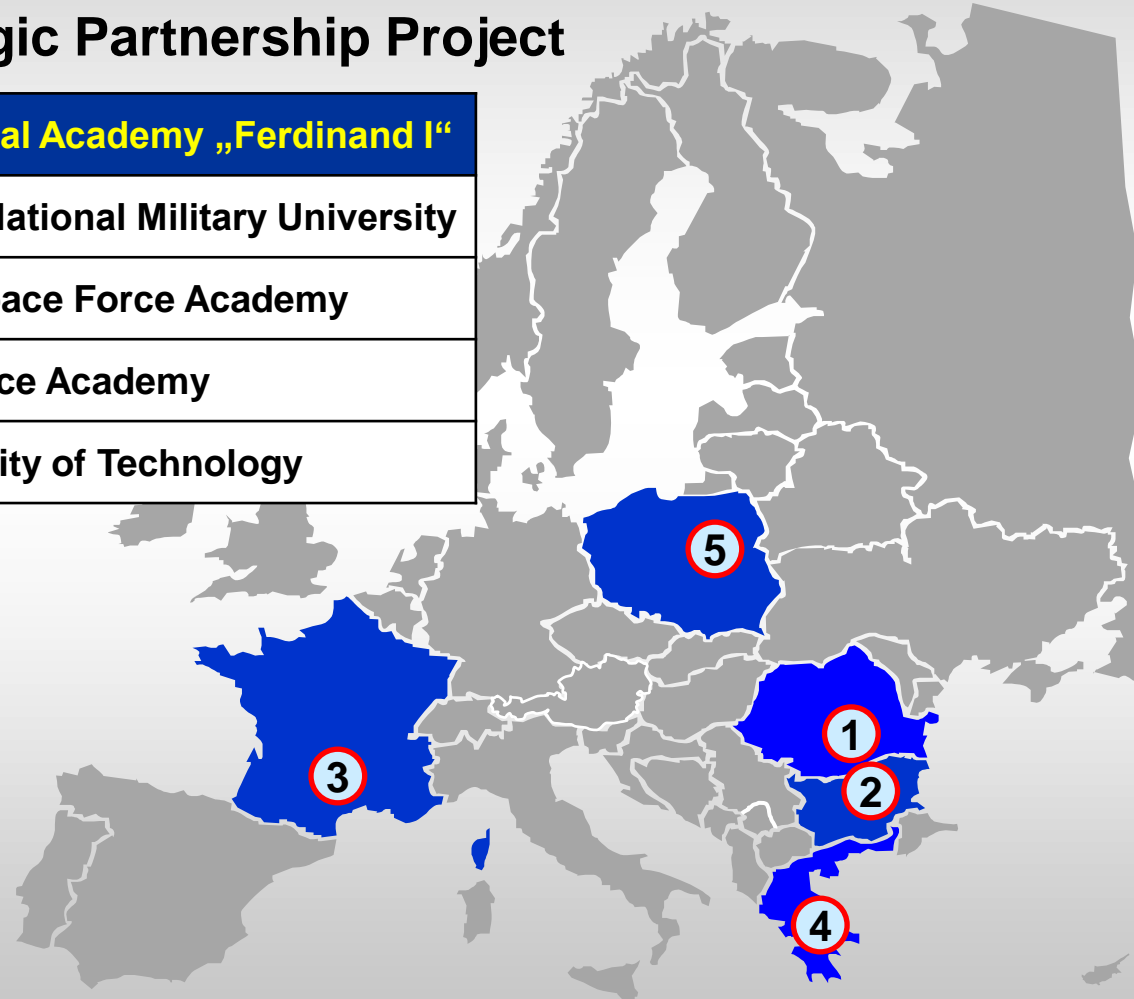 gic Partnership Project
al Academy „Ferdinand I“
National Military University
ace Force Academy
ce Academy
ity of Technology
5
1
3
2
4